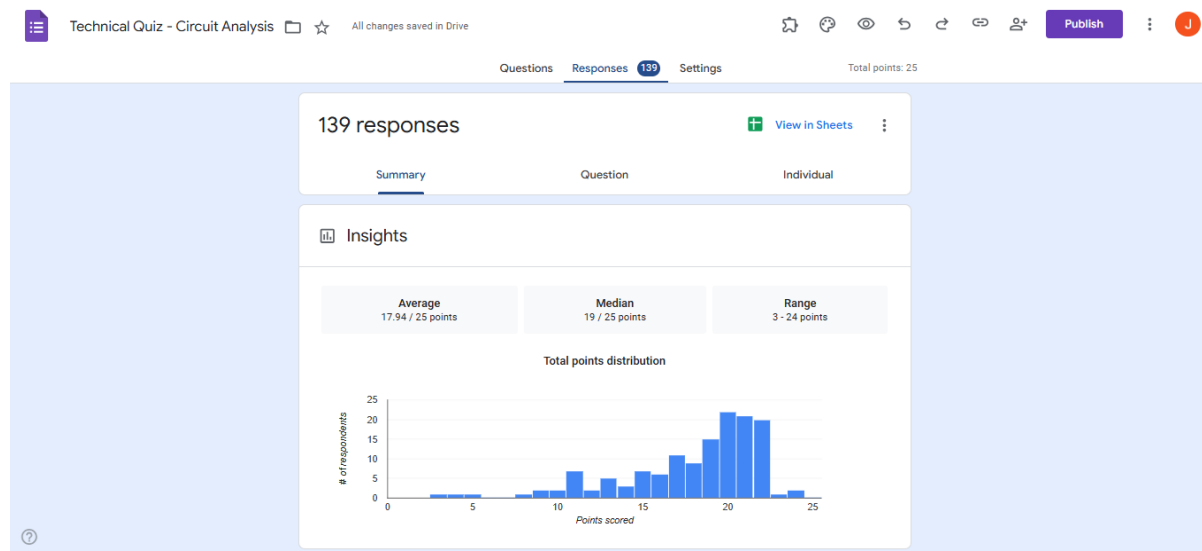 Technical Quiz - Circuit Analysis
All changes saved in Drive
Publish
J
Questions
Responses 139
Settings
Total points: 25
139 responses
View in Sheets
Summary
Question
Individual
Insights
Average
17.94 / 25 points
Median
19 / 25 points
Range
3 - 24 points
Total points distribution
# of respondents
25
20
15
10
5
0
0 5 10 15 20 25
Points scored